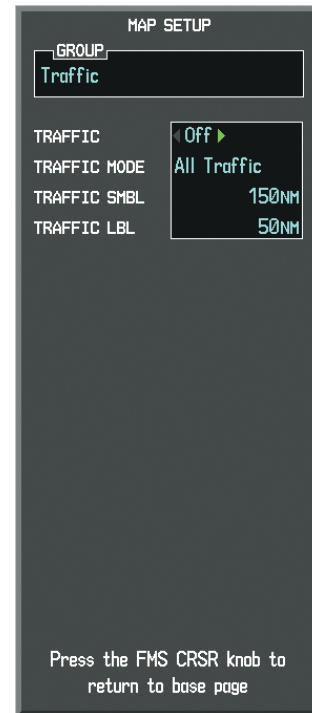 MAP SETUP
GROUP
Traffic
TRAFFIC Off
TRAFFIC MODE All Traffic
TRAFFIC SMBL 150NM
TRAFFIC LBL 50NM
Press the FMS CRSR knob to
return to base page